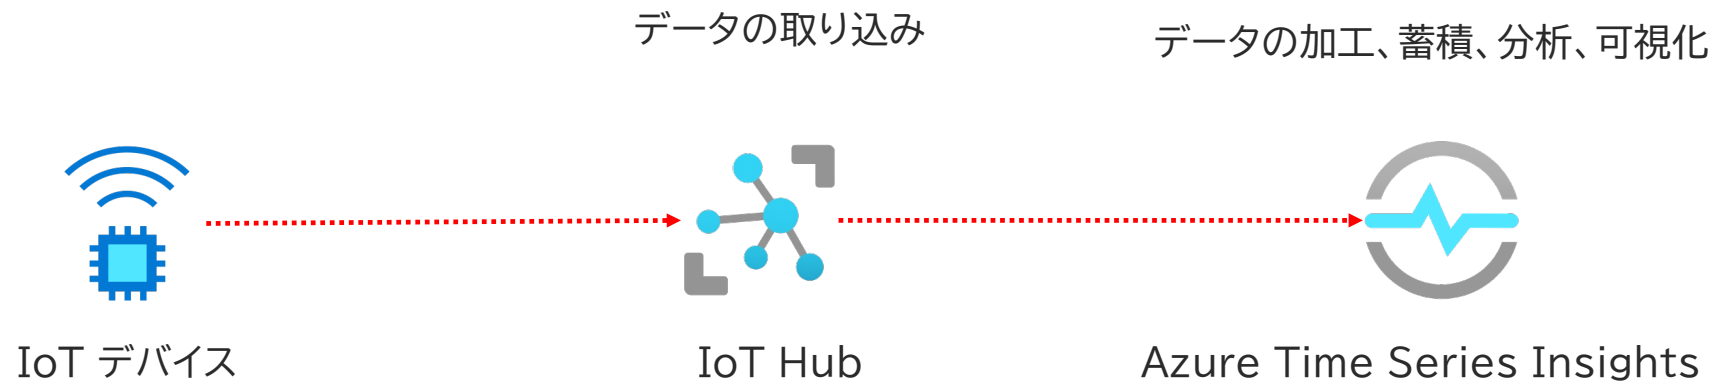 データの取り込み
データの加工、蓄積、分析、可視化
IoT デバイス
IoT Hub
Azure Time Series Insights